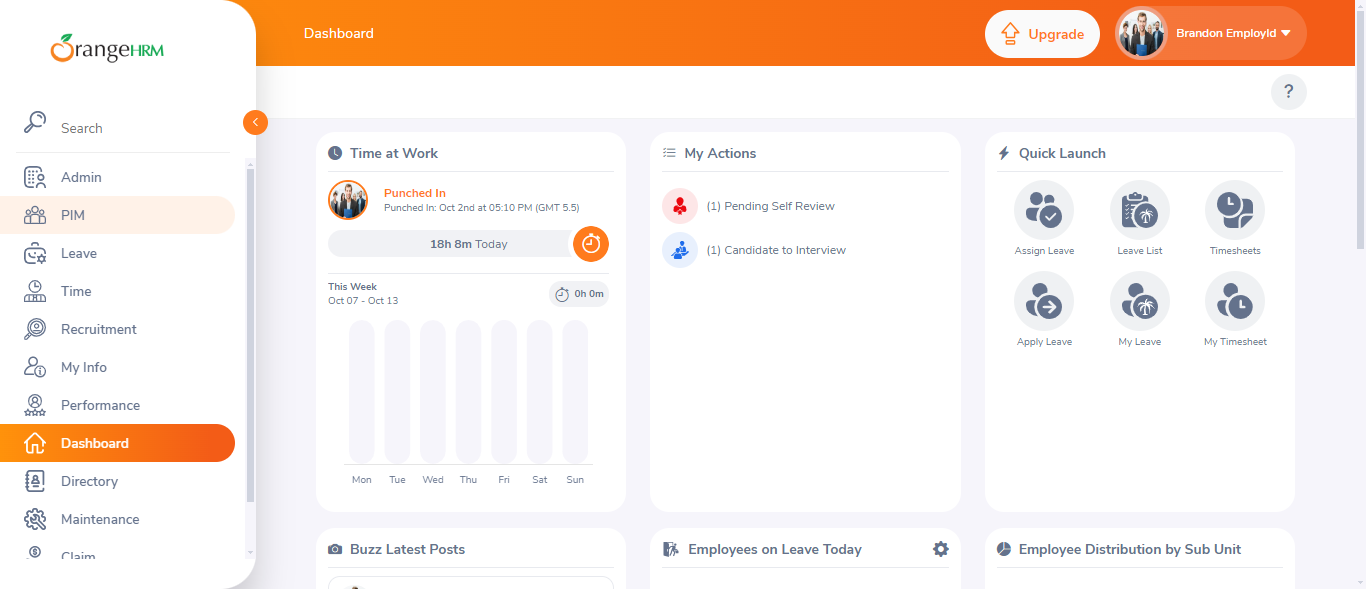 OrangeHRM
Search
Admin
PIM
Leave
Time
Recruitment
My Info
Performance
Dashboard
Directory
Maintenance
Claim
Dashboard
Upgrade
Brandon Employld
?
Time at Work
Punched In
Punched In: Oct 2nd at 05:10 PM (GMT 5.5)
18h 8m Today
This Week
Oct 07 - Oct 13
0h 0m
Mon Tue Wed Thu Fri Sat Sun
My Actions
(1) Pending Self Review
(1) Candidate to Interview
Quick Launch
Assign Leave
Leave List
Timesheets
Apply Leave
My Leave
My Timesheet
Buzz Latest Posts
Employees on Leave Today
Employee Distribution by Sub Unit